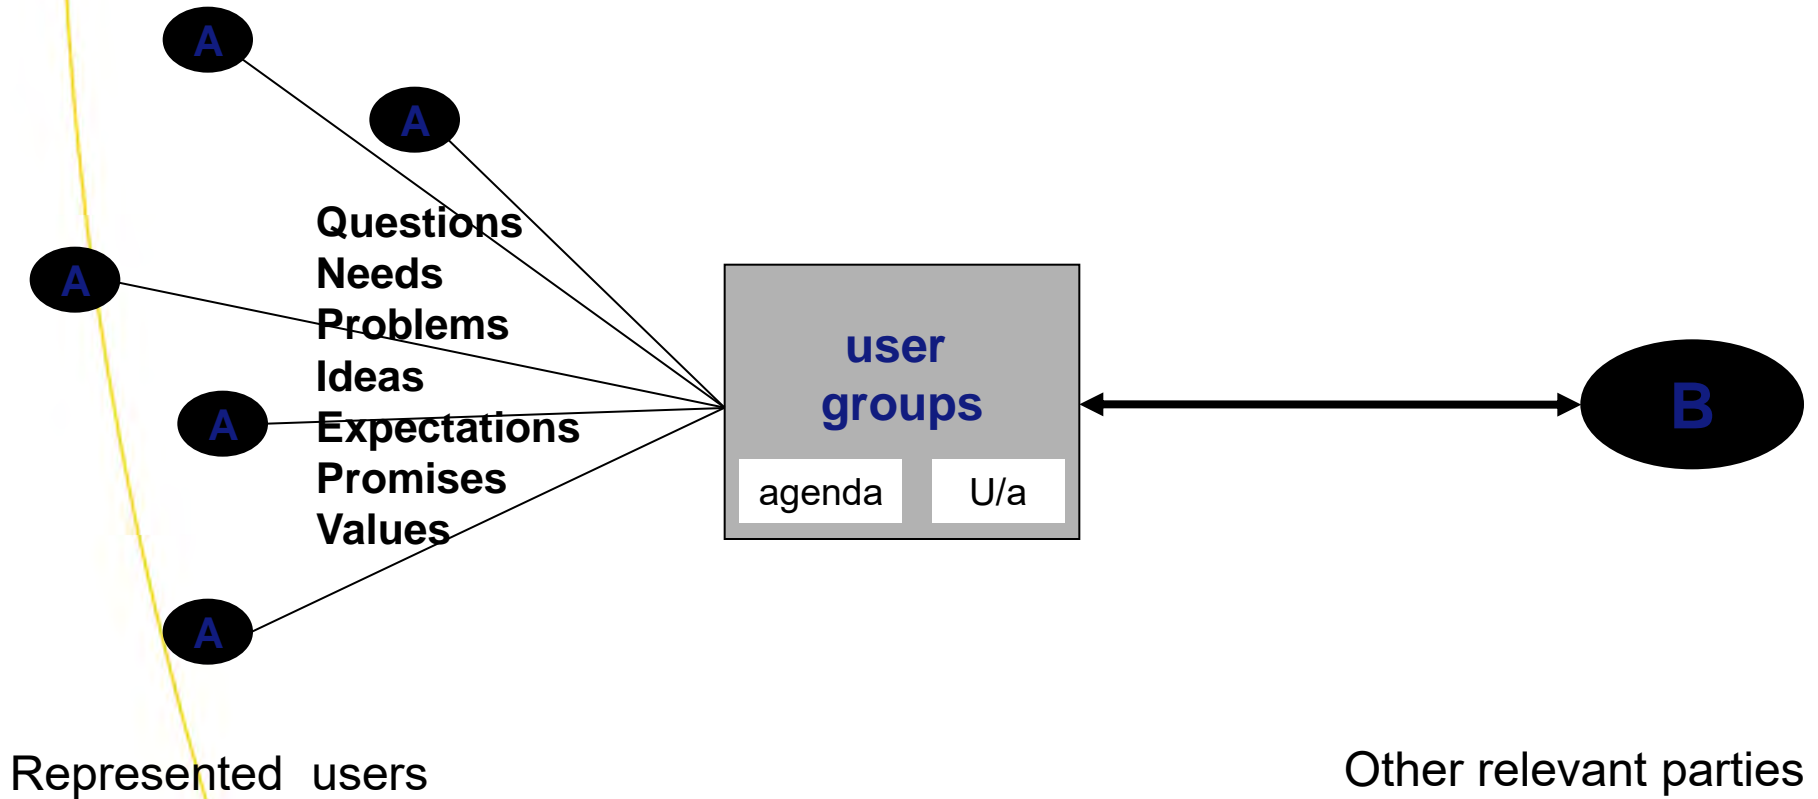 A
A
Questions
Needs
A
Problems
Ideas
A
Expectations
Promises
Values
A
user
groups
agenda
U/a
B
Represented users
Other relevant parties